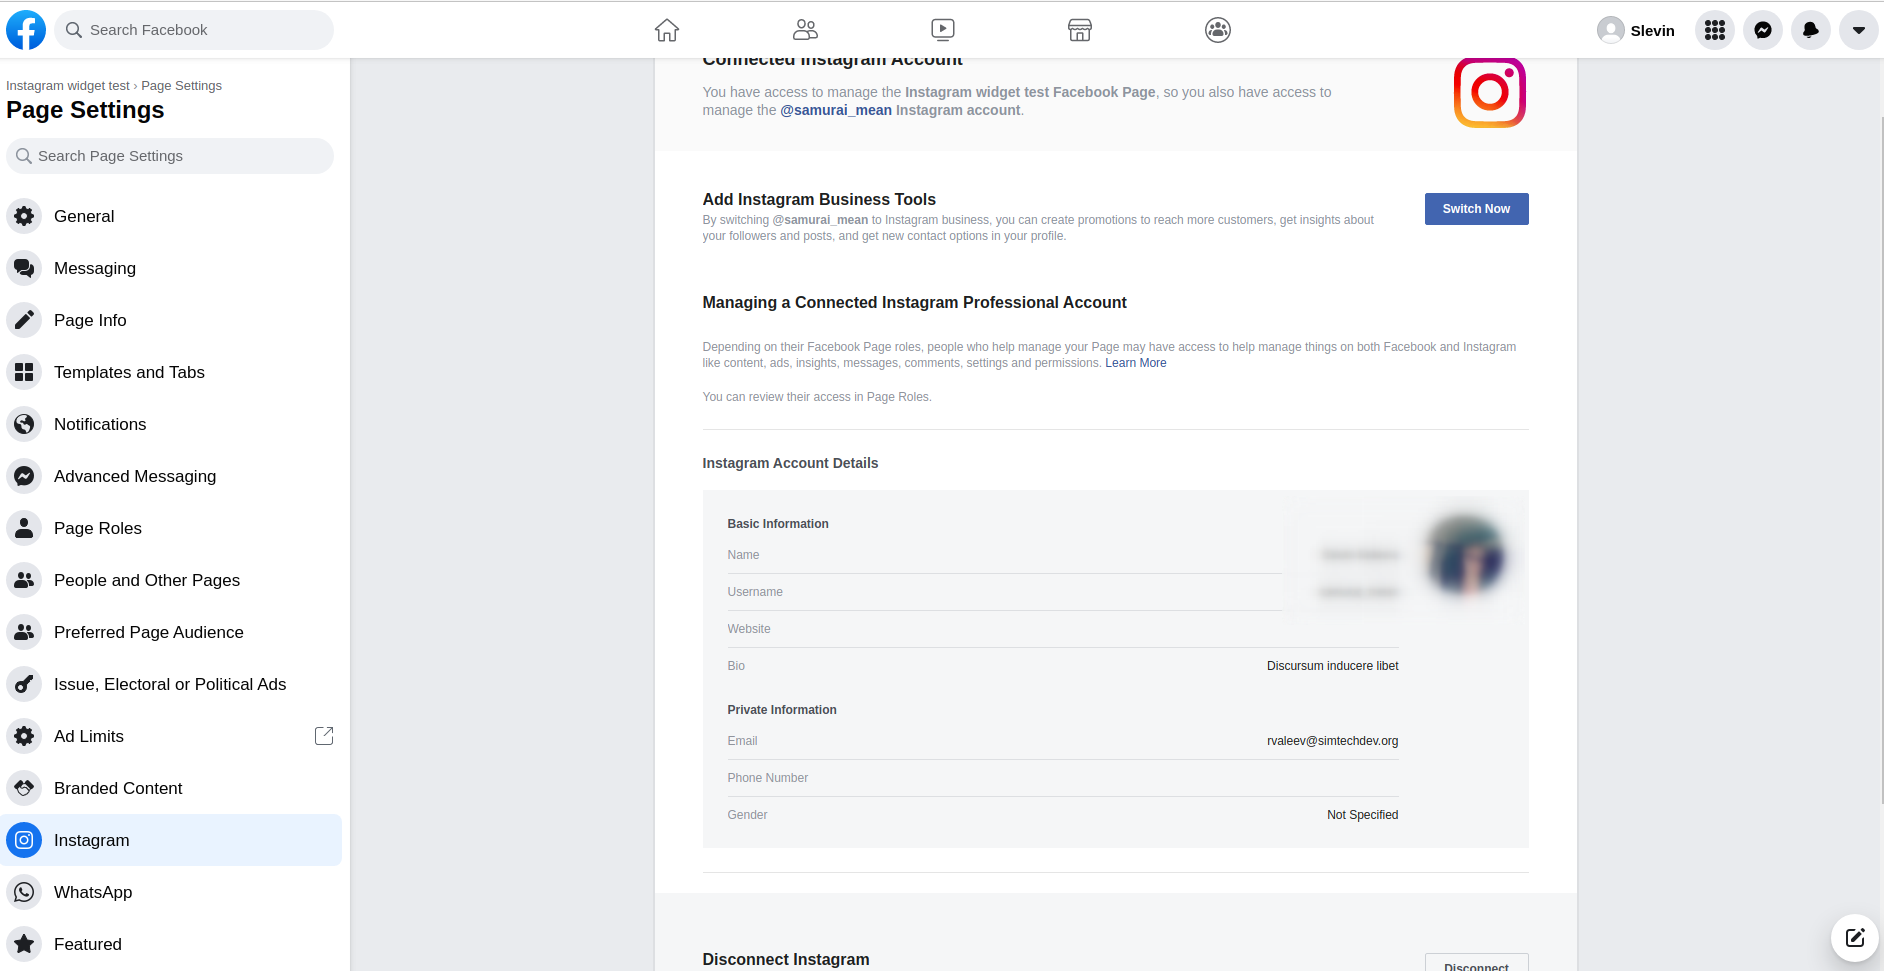 Search Facebook
Slevin
Instagram widget test › Page Settings
Page Settings
Search Page Settings
General
Messaging
Page Info
Templates and Tabs
Notifications
Advanced Messaging
Page Roles
People and Other Pages
Preferred Page Audience
Issue, Electoral or Political Ads
Ad Limits
Branded Content
Instagram
WhatsApp
Featured
Connected Instagram Account
You have access to manage the Instagram widget test Facebook Page, so you also have access to
manage the @samurai_mean Instagram account.
Add Instagram Business Tools
Switch Now
By switching @samurai_mean to Instagram business, you can create promotions to reach more customers, get insights about
your followers and posts, and get new contact options in your profile.
Managing a Connected Instagram Professional Account
Depending on their Facebook Page roles, people who help manage your Page may have access to help manage things on both Facebook and Instagram
like content, ads, insights, messages, comments, settings and permissions. Learn More
You can review their access in Page Roles.
Instagram Account Details
Basic Information
Name
Username
Website
Bio Discursum inducere libet
Private Information
Email rvaleev@simtechdev.org
Phone Number
Gender Not Specified
Disconnect Instagram
Disconnect